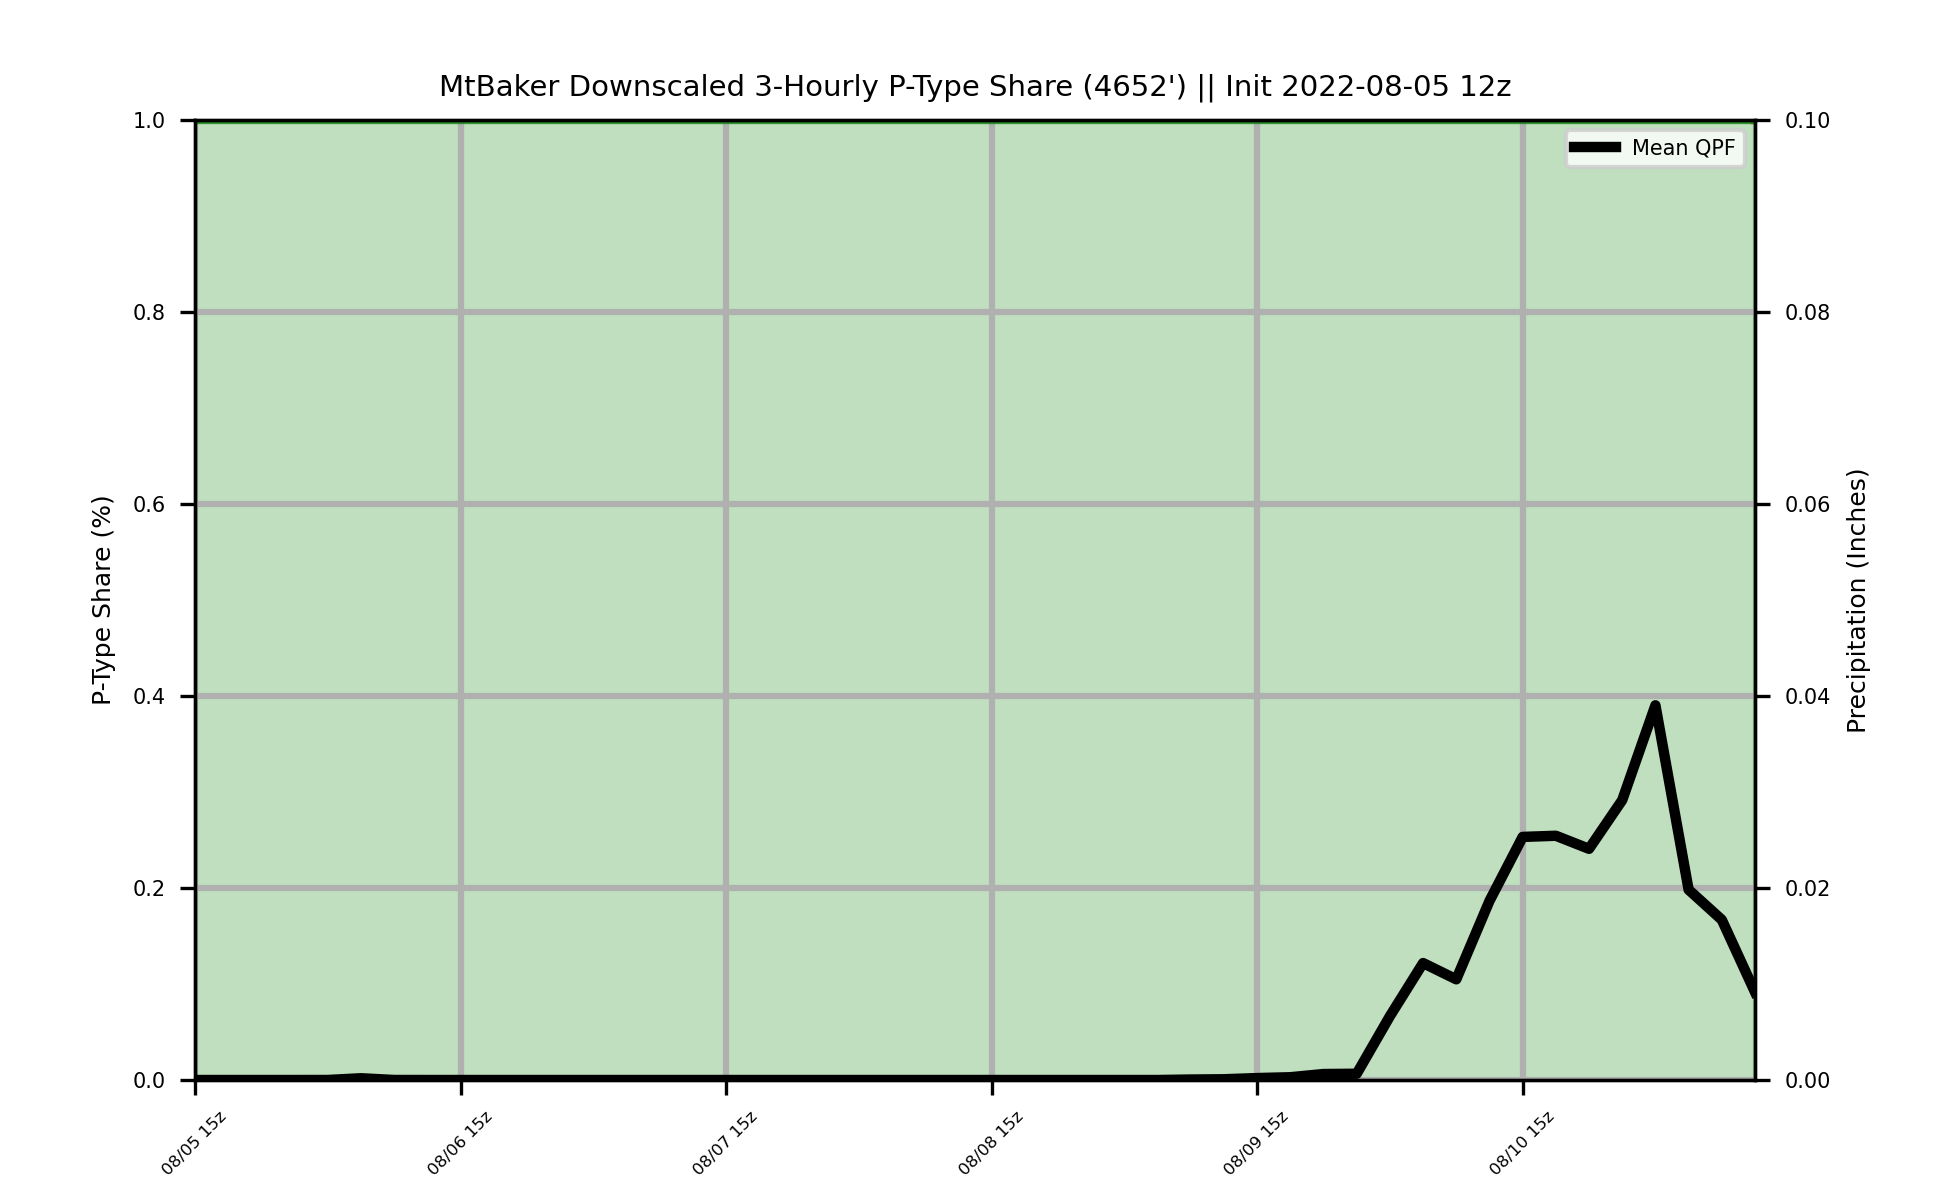 MtBaker Downscaled 3-Hourly P-Type Share (4652') || Init 2022-08-05 12z
Mean QPF
P-Type Share (%)
1.0
0.8
0.6
0.4
0.2
0.0
0.10
0.08
0.06
0.04
0.02
0.00
Precipitation (Inches)
08/05 15z
08/06 15z
08/07 15z
08/08 15z
08/09 15z
08/10 15z